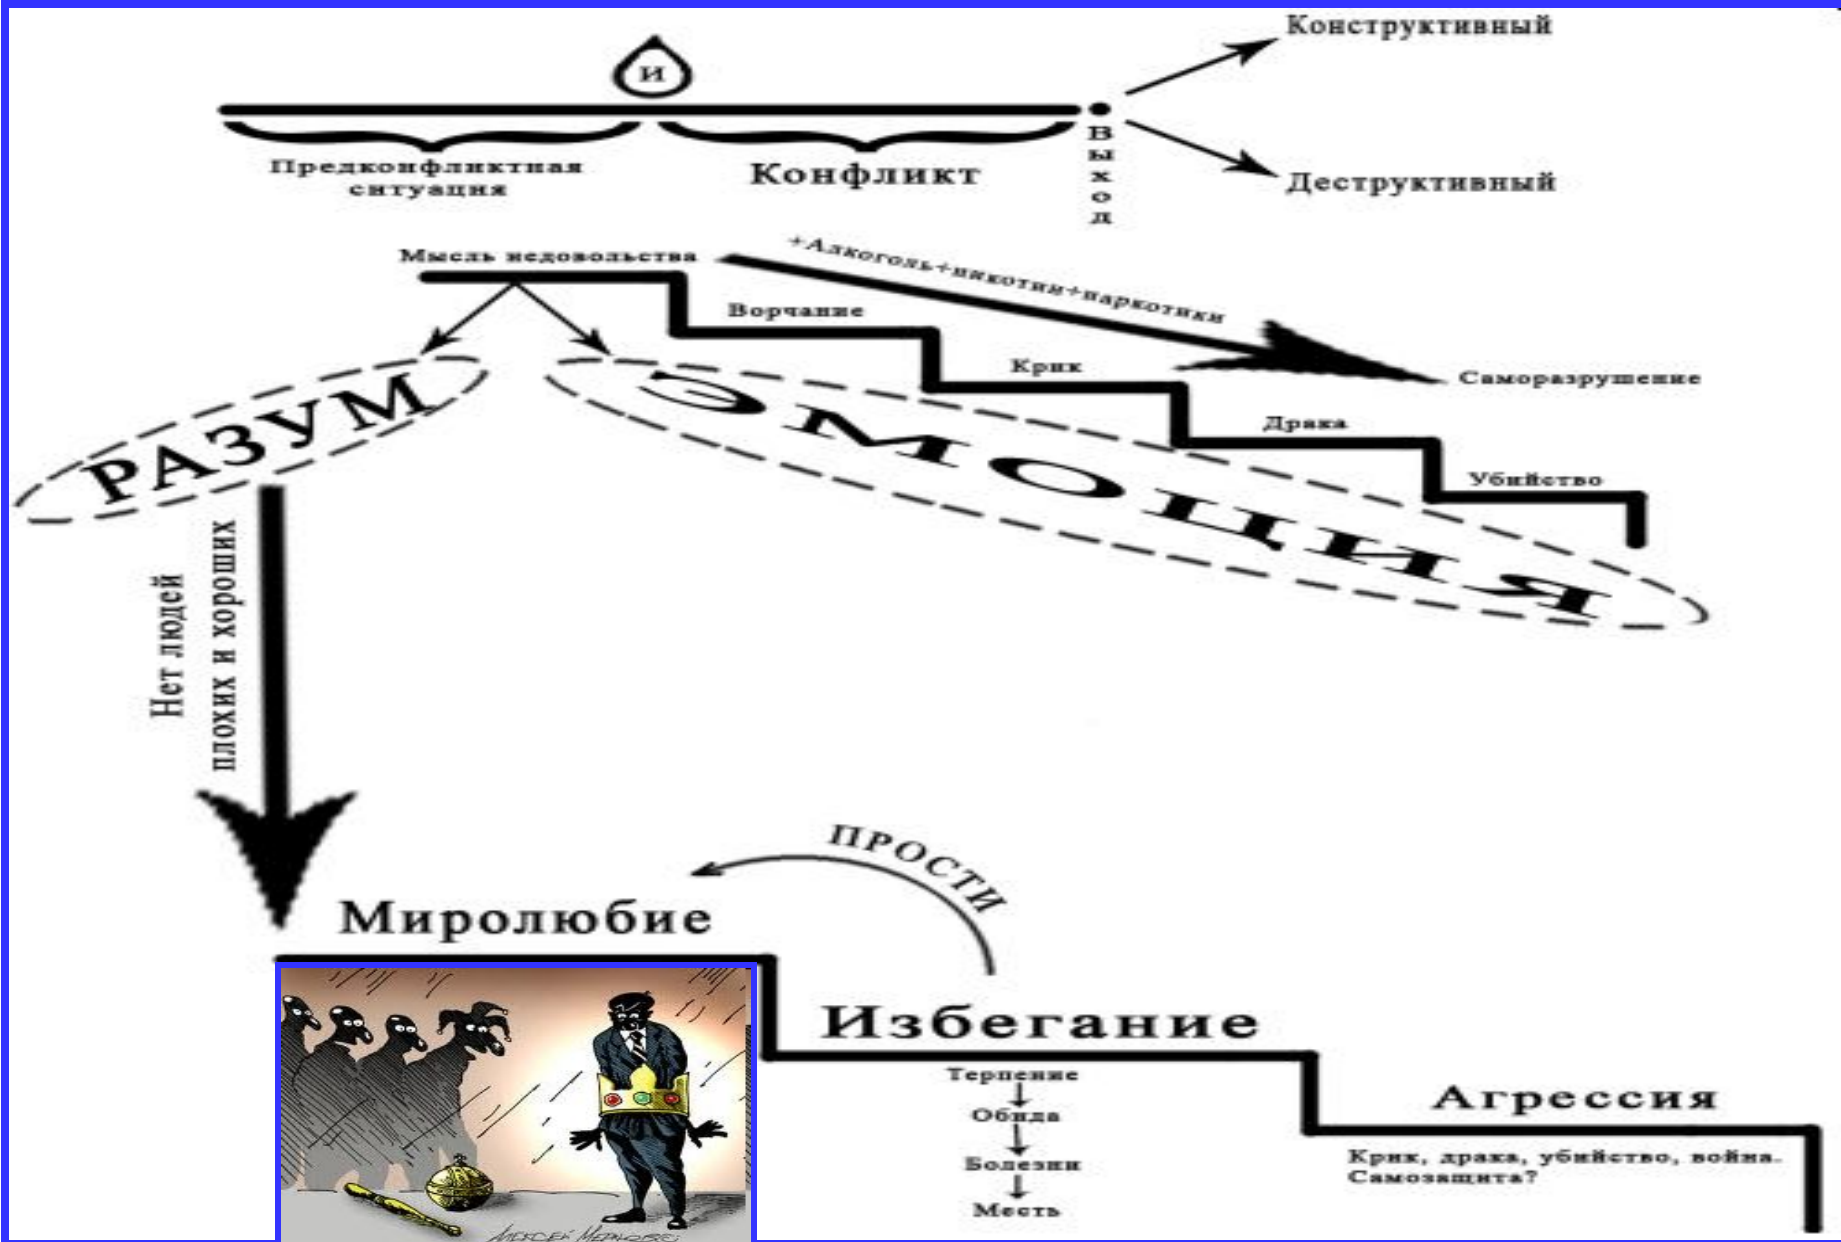 Конструктивный
И
Предконфликтная
ситуация
Конфликт
Выход
Деструктивный
Мысль недовольства
+Алкоголь+никотин+наркотики
Ворчание
Крик
Саморазрушение
Драка
Убийство
РАЗУМ
ЭМОЦИЯ
Нет людей
плохих и хороших
ПРОСТИ
Миролюбие
Избегание
Терпение
Обида
Болезни
Месть
Агрессия
Крик, драка, убийство, война.
Самозащита?